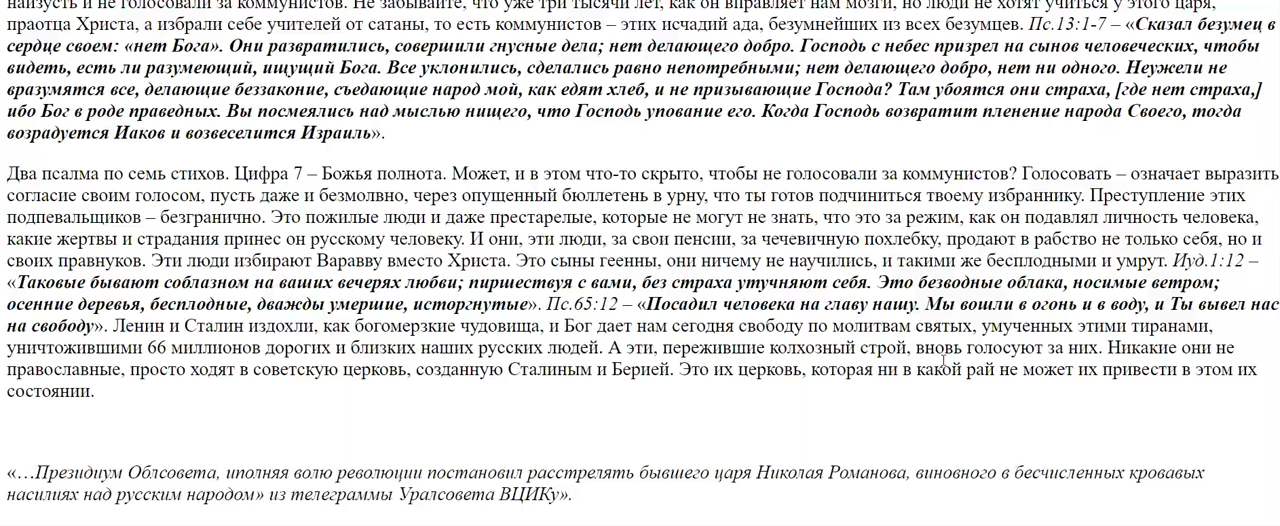 наизусть и не голосовали за коммунистов. Не забывайте, что уже три тысячи лет, как он вправляет нам мозги, но люди не хотят учиться у этого царя,
праотца Христа, а избрали себе учителей от сатаны, то есть коммунистов – этих исчадий ада, безумнейших из всех безумцев. Пс.13:1-7 – «Сказал безумец в
сердце своем: «нет Бога». Они развратились, совершили гнусные дела; нет делающего добро. Господь с небес призрел на сынов человеческих, чтобы
видеть, есть ли разумеющий, ищущий Бога. Все уклонились, сделались равно непотребными; нет делающего добро, нет ни одного. Неужели не
вразумятся все, делающие беззаконие, съедающие народ мой, как едят хлеб, и не призывающие Господа? Там убоятся они страха, [где нет страха,]
ибо Бог в роде праведных. Вы посмеялись над мыслью нищего, что Господь упование его. Когда Господь возвратит пленение народа Своего, тогда
возрадуется Иаков и возвеселится Израиль».
Два псалма по семь стихов. Цифра 7 – Божья полнота. Может, и в этом что-то скрыто, чтобы не голосовали за коммунистов? Голосовать – означает выразить
согласие своим голосом, пусть даже и безмолвно, через опущенный бюллетень в урну, что ты готов подчиниться твоему избраннику. Преступление этих
подпевальщиков – безгранично. Это пожилые люди и даже престарелые, которые не могут не знать, что это за режим, как он подавлял личность человека,
какие жертвы и страдания принес он русскому человеку. И они, эти люди, за свои пенсии, за чечевичную похлебку, продают в рабство не только себя, но и
своих правнуков. Эти люди избирают Варавву вместо Христа. Это сыны геенны, они ничему не научились, и такими же бесплодными и умрут. Иуд.1:12 –
«Таковые бывают соблазном на ваших вечерях любви; пиршествуя с вами, без страха утучняют себя. Это безводные облака, носимые ветром;
осенние деревья, бесплодные, дважды умершие, исторгнутые». Пс.65:12 – «Посадил человека на главу нашу. Мы вошли в огонь и в воду, и Ты вывел нас
на свободу». Ленин и Сталин издохли, как богомерзкие чудовища, и Бог дает нам сегодня свободу по молитвам святых, умученных этими тиранами,
уничтожившими 66 миллионов дорогих и близких наших русских людей. А эти, пережившие колхозный строй, вновь голосуют за них. Никакие они не
православные, просто ходят в советскую церковь, созданную Сталиным и Берией. Это их церковь, которая ни в какой рай не может их привести в этом их
состоянии.
«…Президиум Облсовета, иполняя волю революции постановил расстрелять бывшего царя Николая Романова, виновного в бесчисленных кровавых
насилиях над русским народом» из телеграммы Уралсовета ВЦИКу».